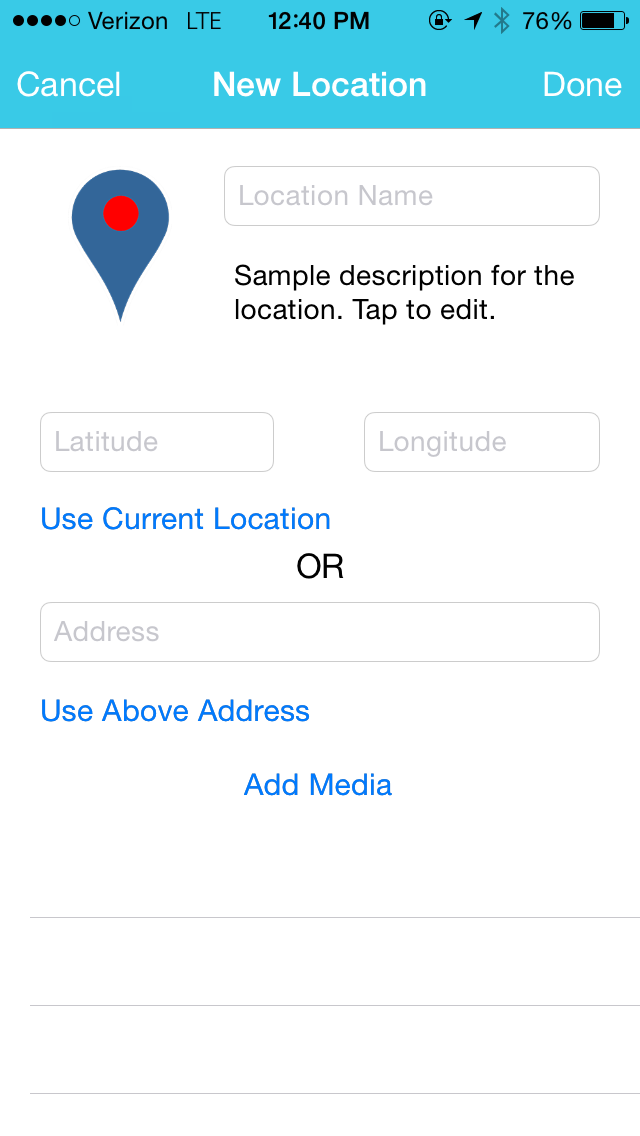 Verizon LTE 12:40 PM 76%
Cancel New Location Done
Location Name
Sample description for the
location. Tap to edit.
Latitude Longitude
Use Current Location
OR
Address
Use Above Address
Add Media